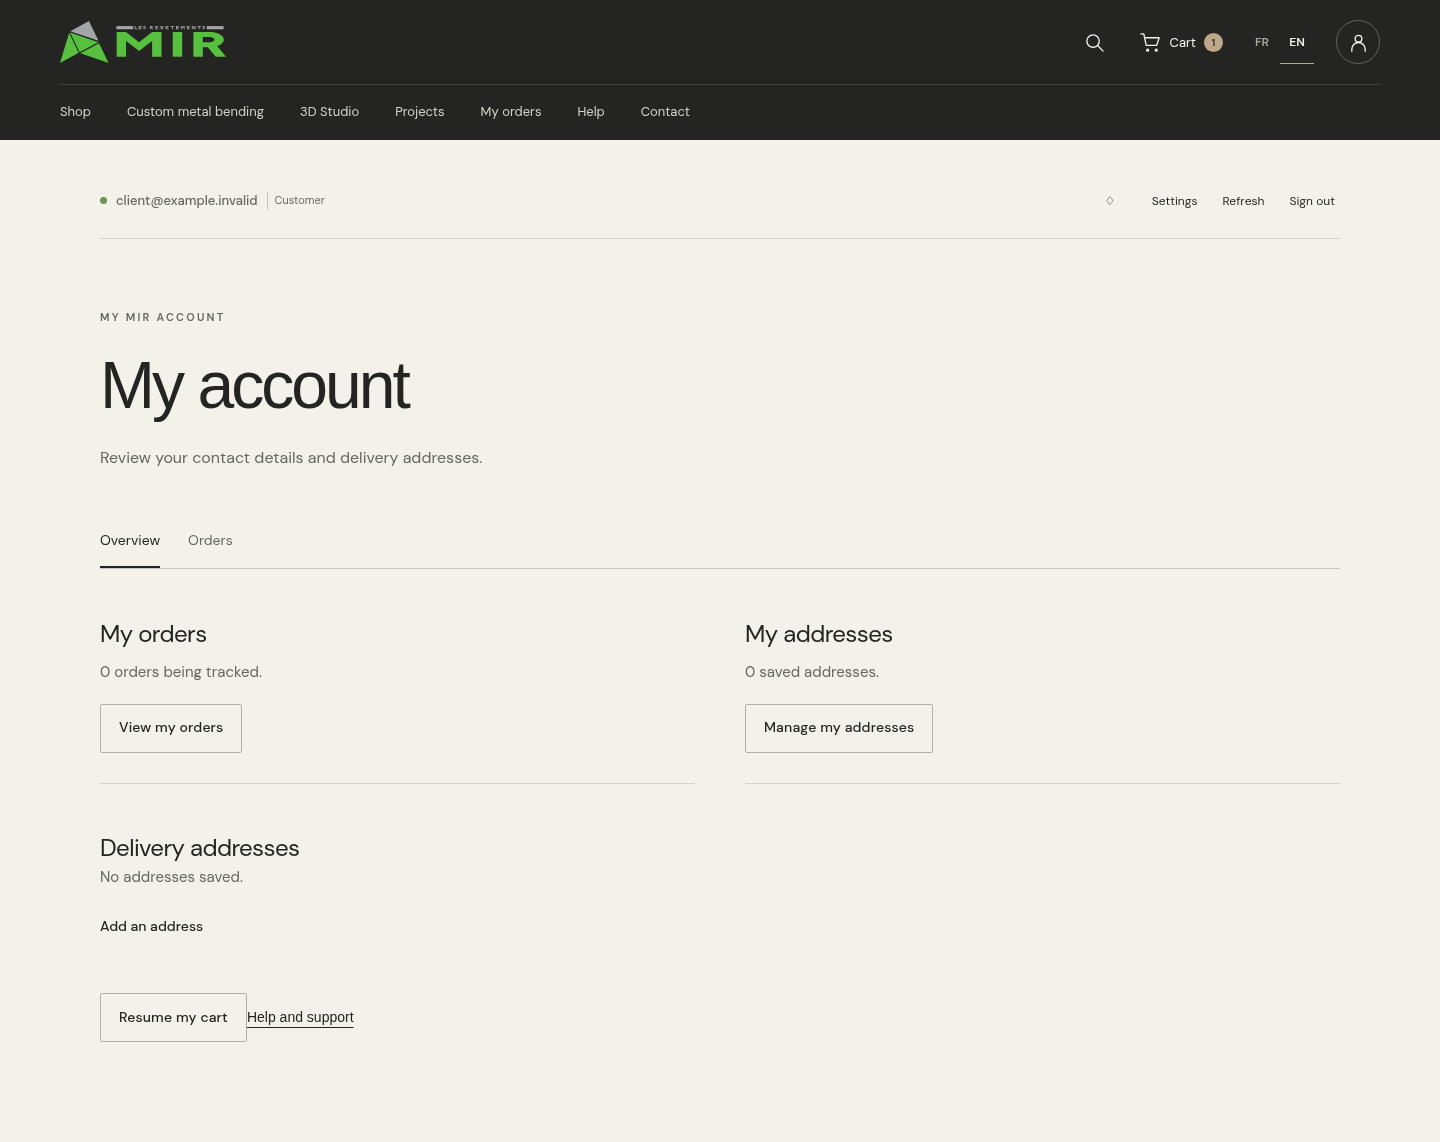 LES REVÊTEMENTS
MIR
Cart 1 FR EN
Shop Custom metal bending 3D Studio Projects My orders Help Contact
client@example.invalid Customer ♢ Settings Refresh Sign out
MY MIR ACCOUNT
My account
Review your contact details and delivery addresses.
Overview Orders
My orders My addresses
0 orders being tracked. 0 saved addresses.
View my orders Manage my addresses
Delivery addresses
No addresses saved.
Add an address
Resume my cart Help and support